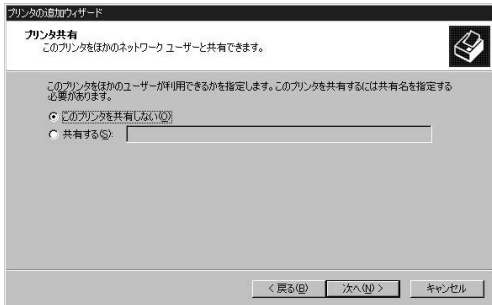 プリンタの追加ウィザード
プリンタ共有
このプリンタをほかのネットワーク ユーザーと共有できます。
このプリンタをほかのユーザーが利用できるかを指定します。このプリンタを共有するには共有名を指定する
必要があります。
このプリンタを共有しない(O)
共有する(S):
< 戻る(B)
次へ(N) >
キャンセル